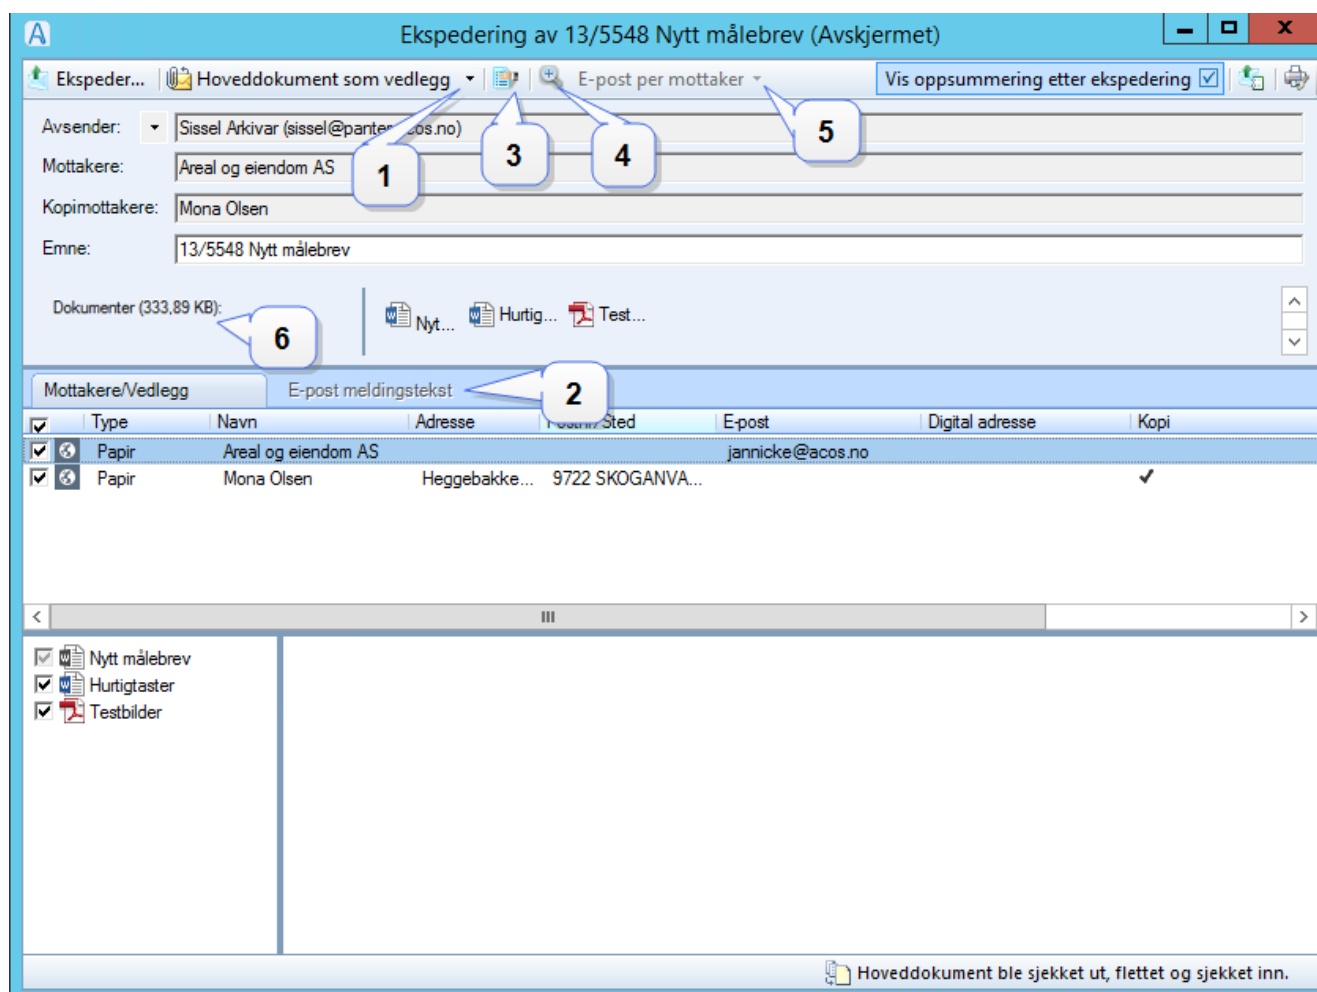 A
Ekspedering av 13/5548 Nytt målebrev (Avskjermet)
Ekspeder... Hoveddokument som vedlegg E-post per mottaker Vis oppsummering etter ekspedering
5
3
4
1
Avsender: Sissel Arkivar (sissel@pante
os.no)
Mottakere: Areal og eiendom AS
Kopimottakere: Mona Olsen
Emne: 13/5548 Nytt målebrev
Dokumenter (333,89 KB): Nyt... Hurtig... Test...
6
Mottakere/Vedlegg E-post meldingstekst
2
Type Navn Adresse Sted E-post Digital adresse Kopi
Papir Areal og eiendom AS jannicke@acos.no
Papir Mona Olsen Heggebakke... 9722 SKOGANVA...
Nytt målebrev
Hurtigtaster
Testbilder
Hoveddokument ble sjekket ut, flettet og sjekket inn.